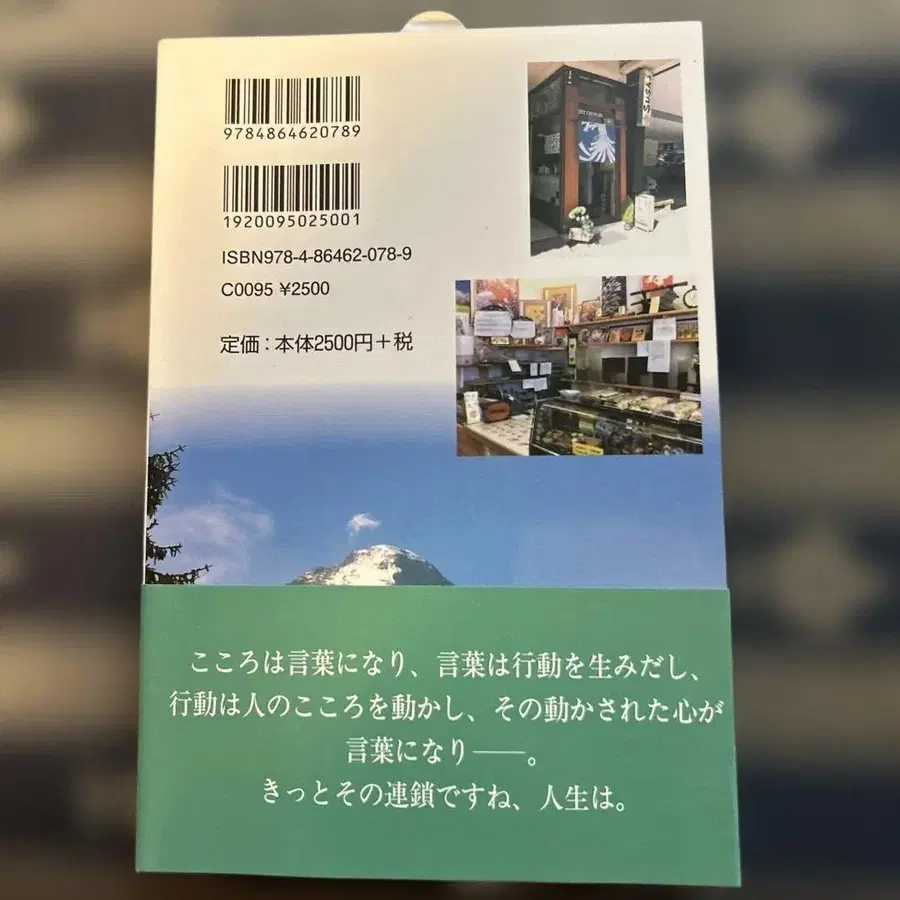 9784864620789
1920095025001
ISBN978-4-86462-078-9
C0095 ¥2500
定価：本体2500円＋税
こころは言葉になり、言葉は行動を生みだし、
行動は人のこころを動かし、その動かされた心が
言葉になり──。
きっとその連鎖ですね、人生は。